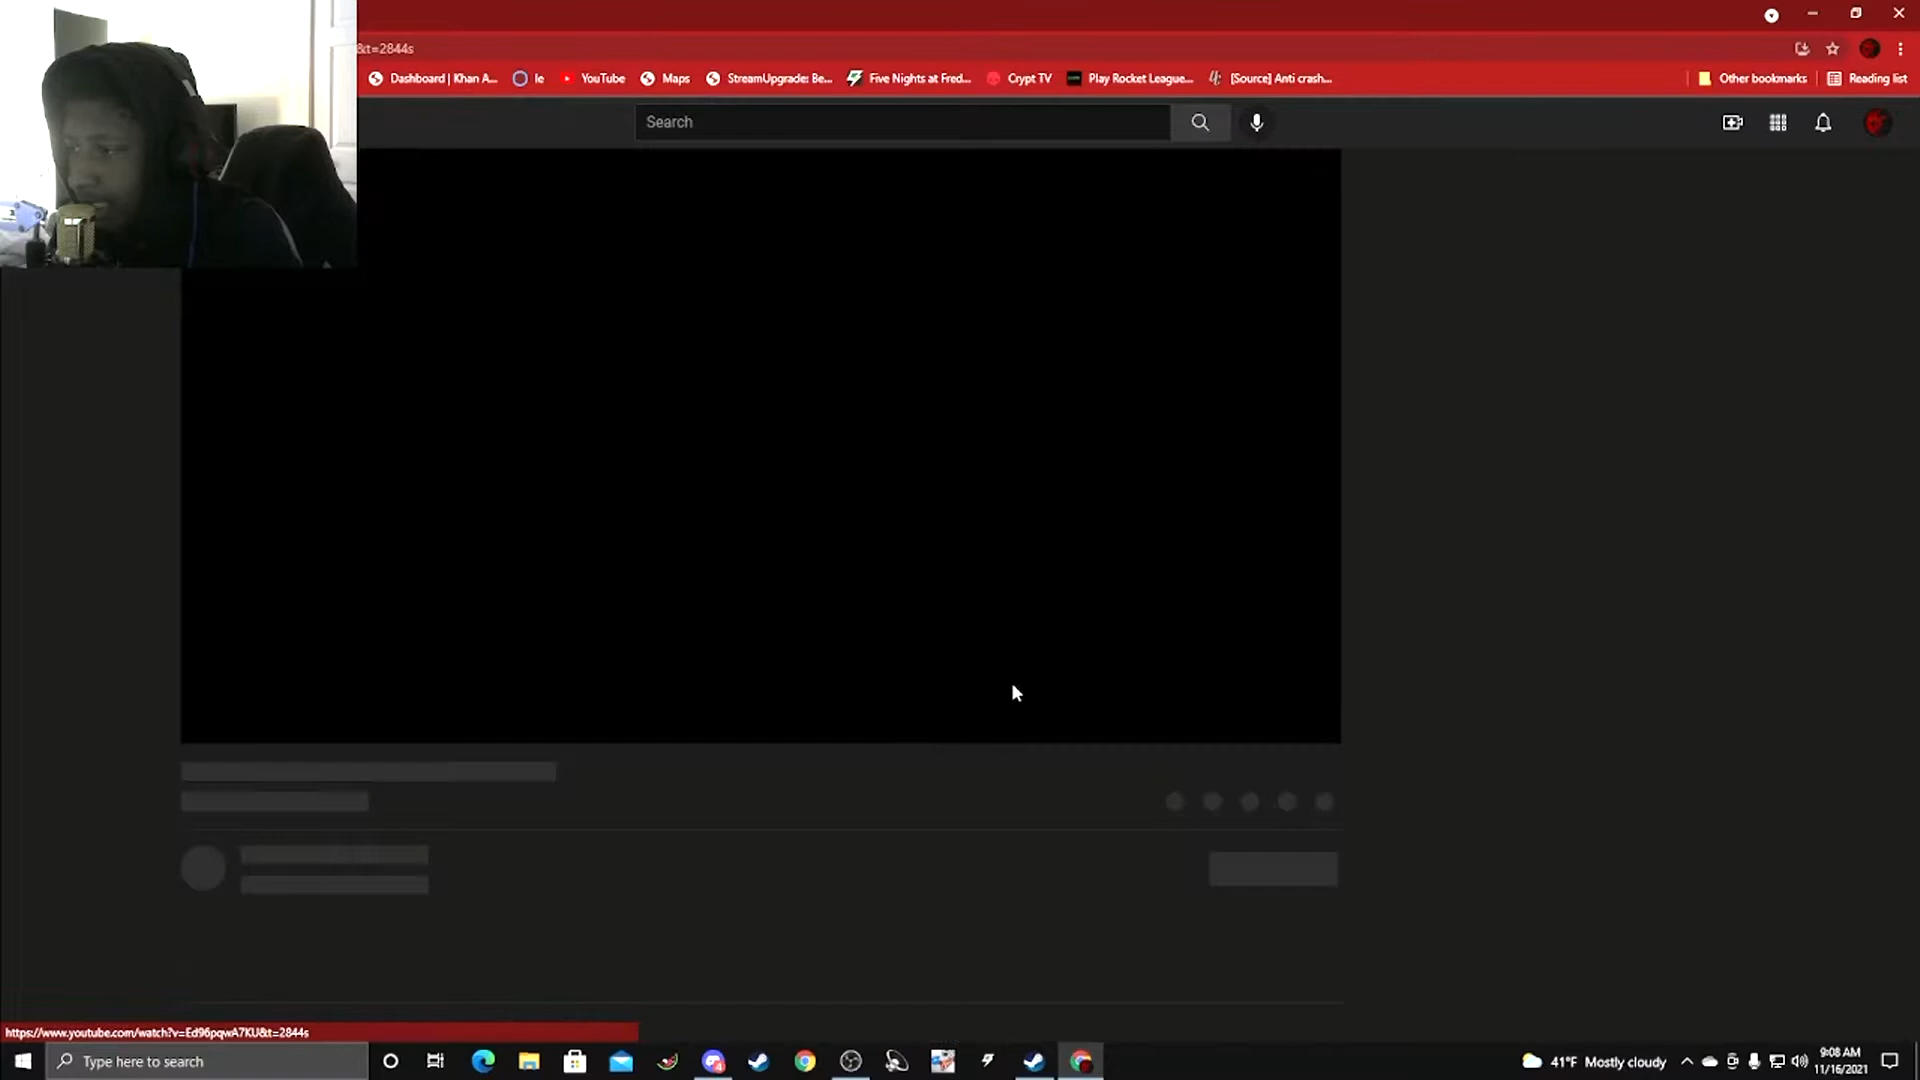 &t=2844s
Dashboard | Khan A... le YouTube Maps StreamUpgrade: Be... Five Nights at Fred... Crypt TV Play Rocket League... [Source] Anti crash... Other bookmarks Reading list
Search
https://www.youtube.com/watch?v=Ed96pqwA7KU&t=2844s
Type here to search
41°F Mostly cloudy
9:08 AM
11/16/2021